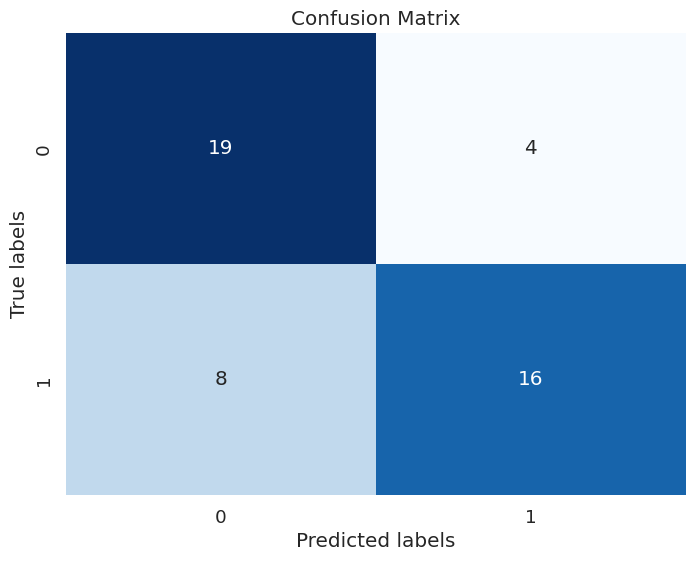 Confusion Matrix
True labels
0
19
4
1
8
16
0
1
Predicted labels